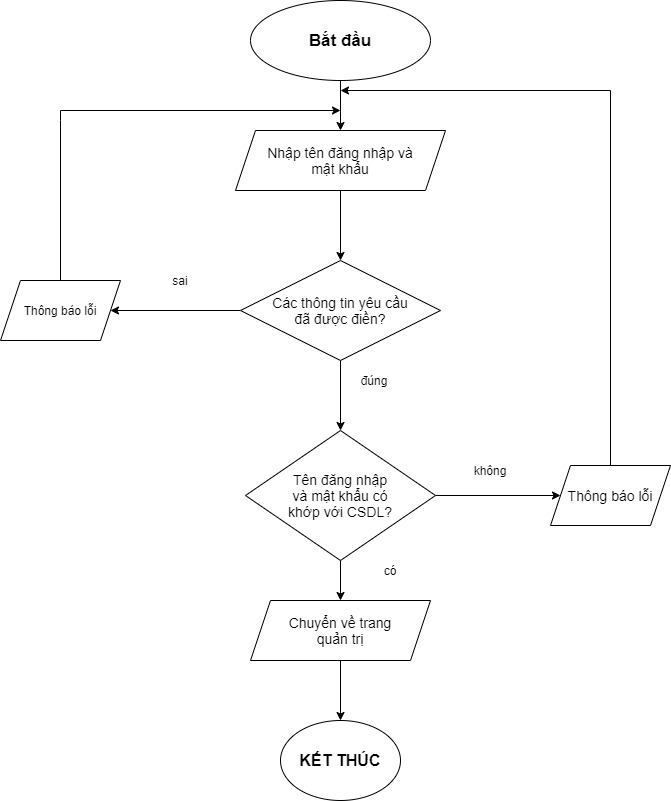 Bắt đầu
Nhập tên đăng nhập và
mật khẩu
sai
Thông báo lỗi
Các thông tin yêu cầu
đã được điền?
đúng
Tên đăng nhập
và mật khẩu có
khớp với CSDL?
không
Thông báo lỗi
có
Chuyển về trang
quản trị
KẾT THÚC